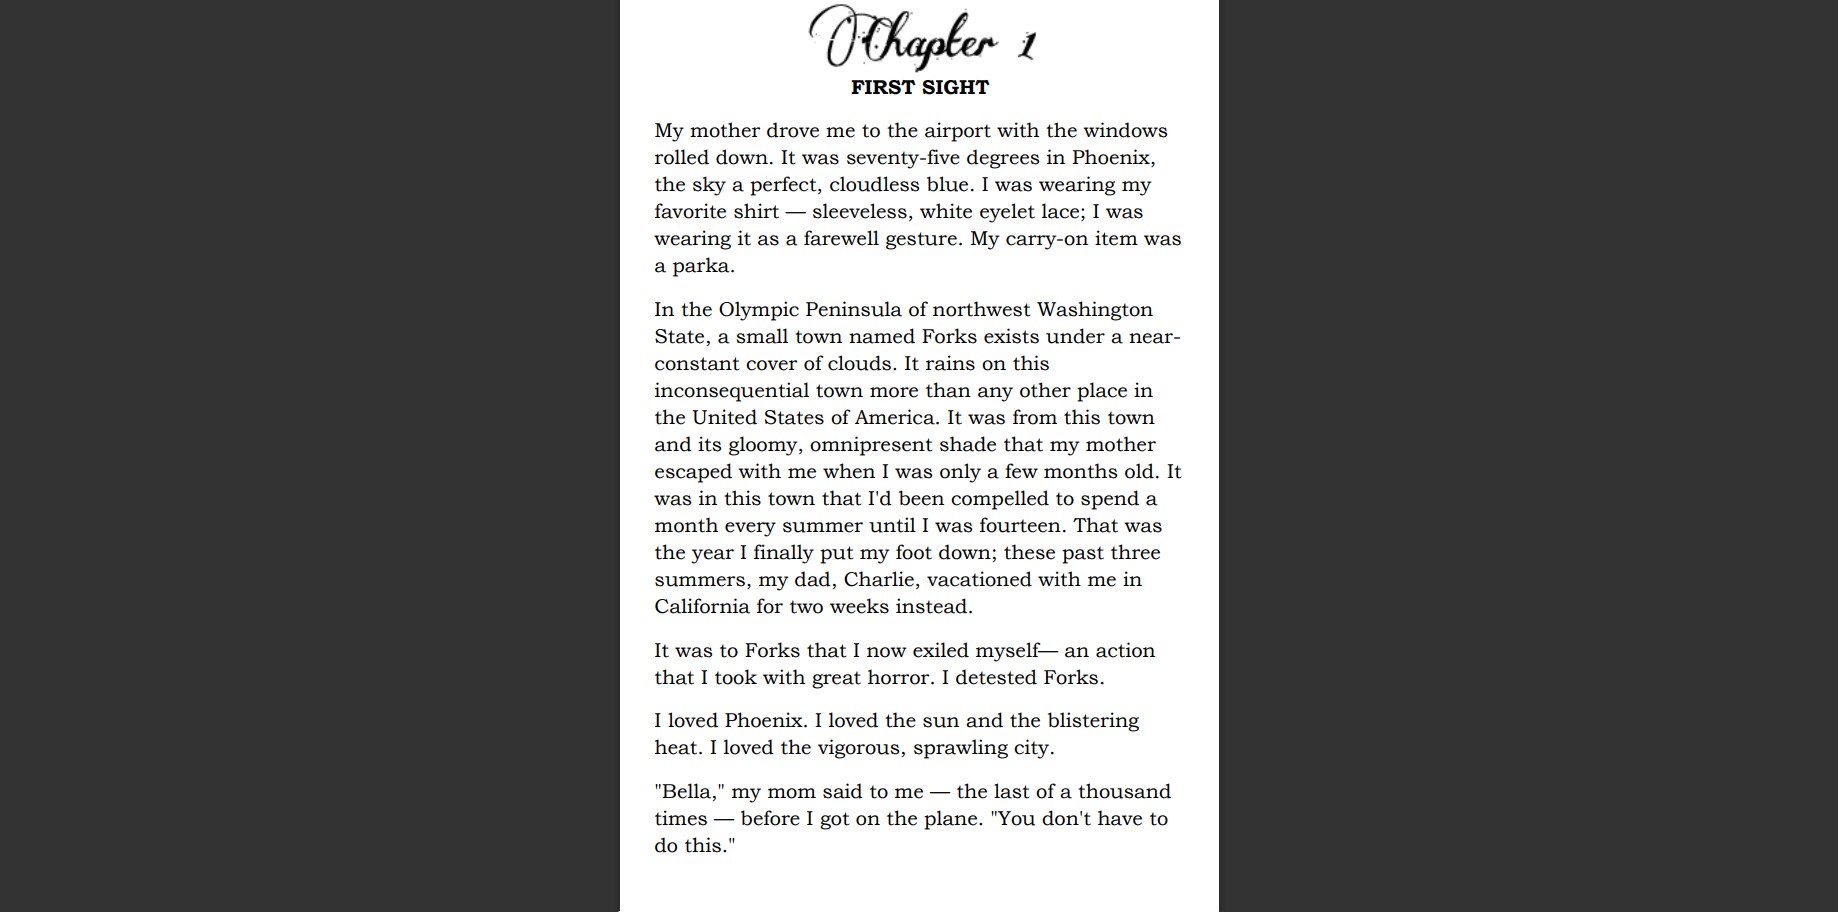 Chapter 1
FIRST SIGHT
My mother drove me to the airport with the windows
rolled down. It was seventy-five degrees in Phoenix,
the sky a perfect, cloudless blue. I was wearing my
favorite shirt — sleeveless, white eyelet lace; I was
wearing it as a farewell gesture. My carry-on item was
a parka.
In the Olympic Peninsula of northwest Washington
State, a small town named Forks exists under a near-
constant cover of clouds. It rains on this
inconsequential town more than any other place in
the United States of America. It was from this town
and its gloomy, omnipresent shade that my mother
escaped with me when I was only a few months old. It
was in this town that I'd been compelled to spend a
month every summer until I was fourteen. That was
the year I finally put my foot down; these past three
summers, my dad, Charlie, vacationed with me in
California for two weeks instead.
It was to Forks that I now exiled myself— an action
that I took with great horror. I detested Forks.
I loved Phoenix. I loved the sun and the blistering
heat. I loved the vigorous, sprawling city.
"Bella," my mom said to me — the last of a thousand
times — before I got on the plane. "You don't have to
do this."